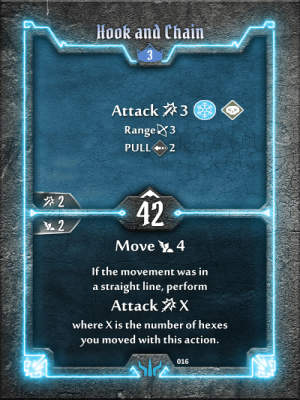 Hook and Chain
3
Attack 3
Range 3
PULL 2
2
42
2
Move 4
If the movement was in
a straight line, perform
Attack X
where X is the number of hexes
you moved with this action.
016